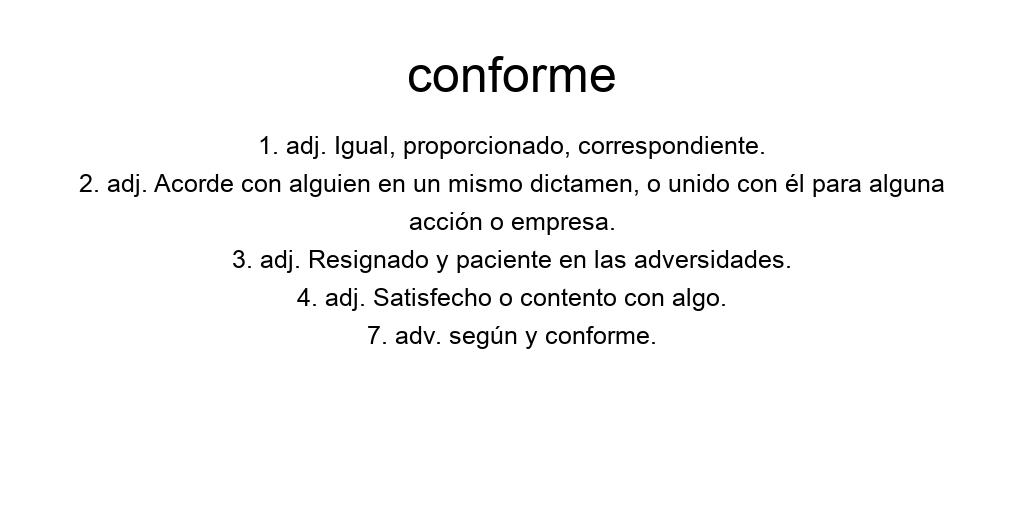 conforme
1. adj. Igual, proporcionado, correspondiente.
2. adj. Acorde con alguien en un mismo dictamen, o unido con él para alguna
acción o empresa.
3. adj. Resignado y paciente en las adversidades.
4. adj. Satisfecho o contento con algo.
7. adv. según y conforme.